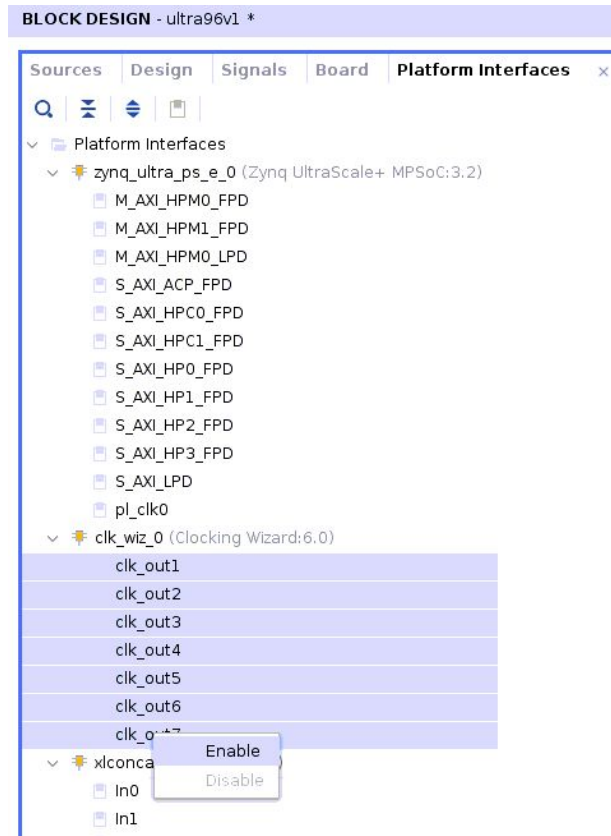 BLOCK DESIGN - ultra96v1 *
Sources Design Signals Board Platform Interfaces ×
Platform Interfaces
zynq_ultra_ps_e_0 (Zynq UltraScale+ MPSoC:3.2)
M_AXI_HPM0_FPD
M_AXI_HPM1_FPD
M_AXI_HPM0_LPD
S_AXI_ACP_FPD
S_AXI_HPC0_FPD
S_AXI_HPC1_FPD
S_AXI_HP0_FPD
S_AXI_HP1_FPD
S_AXI_HP2_FPD
S_AXI_HP3_FPD
S_AXI_LPD
pl_clk0
clk_wiz_0 (Clocking Wizard:6.0)
clk_out1
clk_out2
clk_out3
clk_out4
clk_out5
clk_out6
clk_out7
Enable
xlconca )
Disable
In0
In1